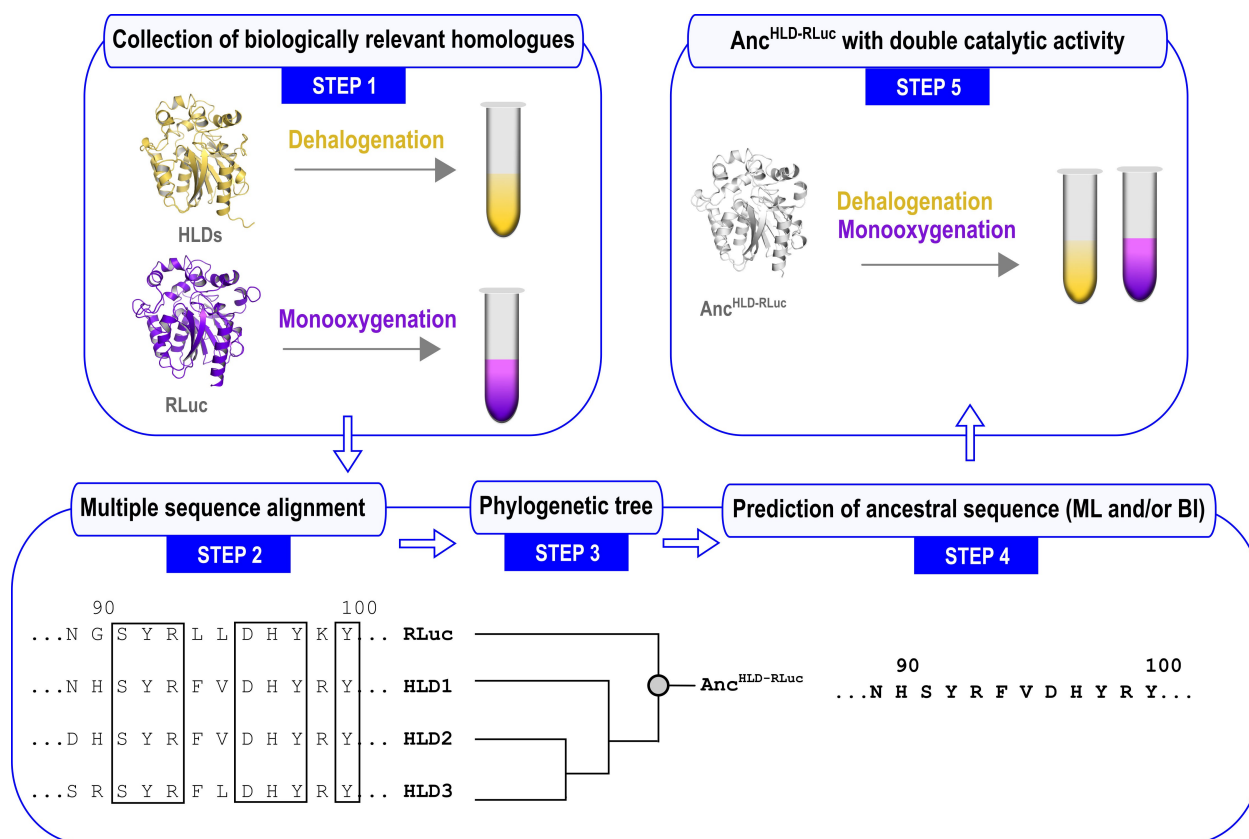 Collection of biologically relevant homologues
STEP 1
Dehalogenation
HLDs
Monooxygenation
RLuc
Anc^HLD-RLuc with double catalytic activity
STEP 5
Dehalogenation
Monooxygenation
Anc^HLD-RLuc
Multiple sequence alignment
STEP 2
Phylogenetic tree
STEP 3
Prediction of ancestral sequence (ML and/or BI)
STEP 4
90 100
...N G S Y R L L D H Y K Y... RLuc
...N H S Y R F V D H Y R Y... HLD1
...D H S Y R F V D H Y R Y... HLD2
...S R S Y R F L D H Y R Y... HLD3
Anc^HLD-RLuc
90 100
...N H S Y R F V D H Y R Y...